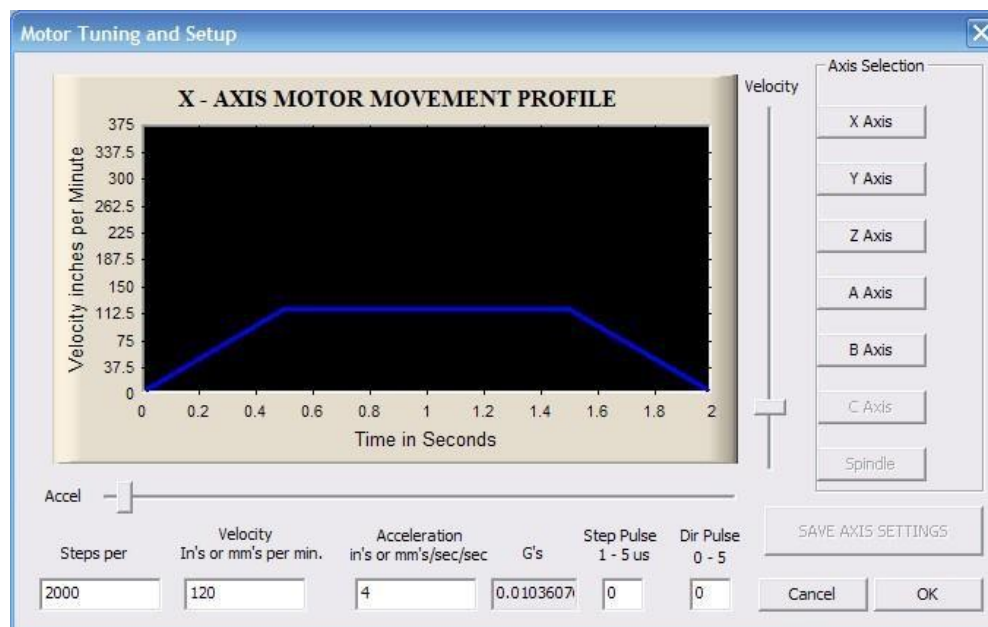 Motor Tuning and Setup
X - AXIS MOTOR MOVEMENT PROFILE
Velocity inches per Minute
375
337.5
300
262.5
225
187.5
150
112.5
75
37.5
0
0 0.2 0.4 0.6 0.8 1 1.2 1.4 1.6 1.8 2
Time in Seconds
Velocity
Axis Selection
X Axis
Y Axis
Z Axis
A Axis
B Axis
C Axis
Spindle
Accel
Steps per
Velocity
In's or mm's per min.
Acceleration
in's or mm's/sec/sec
G's
Step Pulse
1 - 5 us
Dir Pulse
0 - 5
SAVE AXIS SETTINGS
2000
120
4
0.0103607
0
0
Cancel
OK